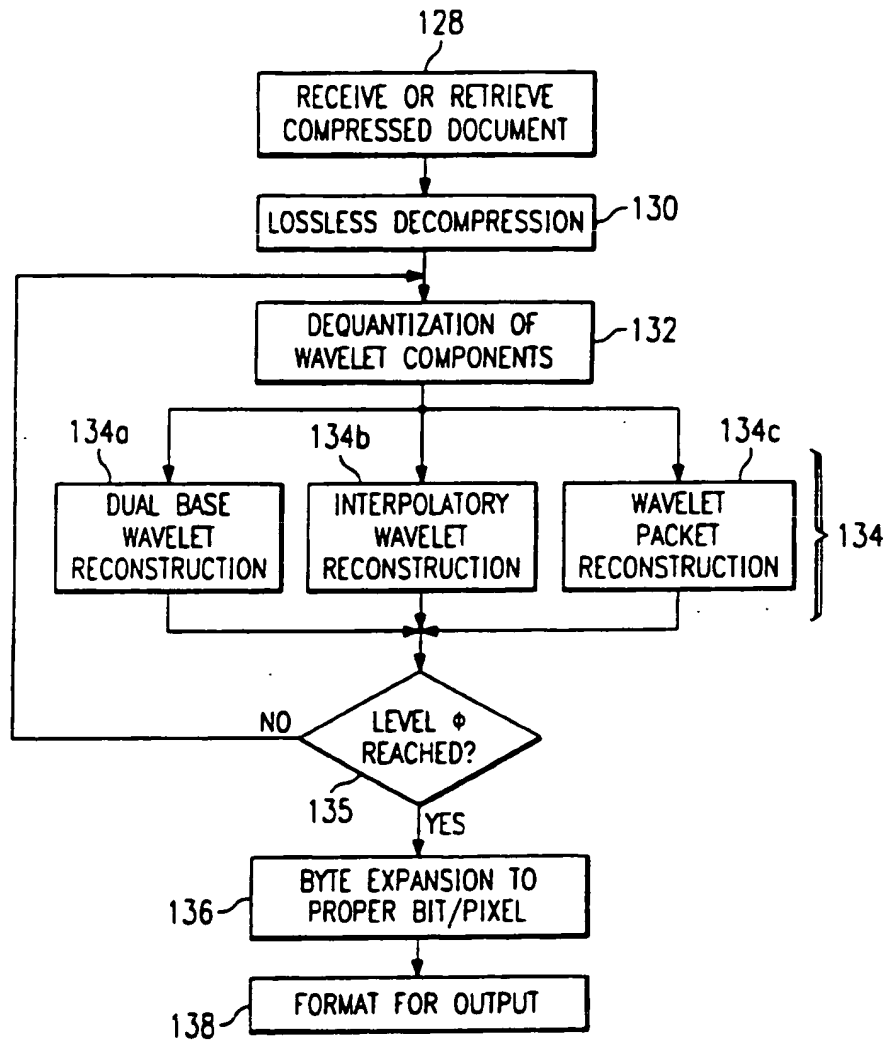 128
RECEIVE OR RETRIEVE
COMPRESSED DOCUMENT
LOSSLESS DECOMPRESSION
130
DEQUANTIZATION OF
WAVELET COMPONENTS
132
134a
134b
134c
DUAL BASE
WAVELET
RECONSTRUCTION
INTERPOLATORY
WAVELET
RECONSTRUCTION
WAVELET
PACKET
RECONSTRUCTION
134
NO
LEVEL ϕ
REACHED?
135
YES
BYTE EXPANSION TO
PROPER BIT/PIXEL
136
FORMAT FOR OUTPUT
138